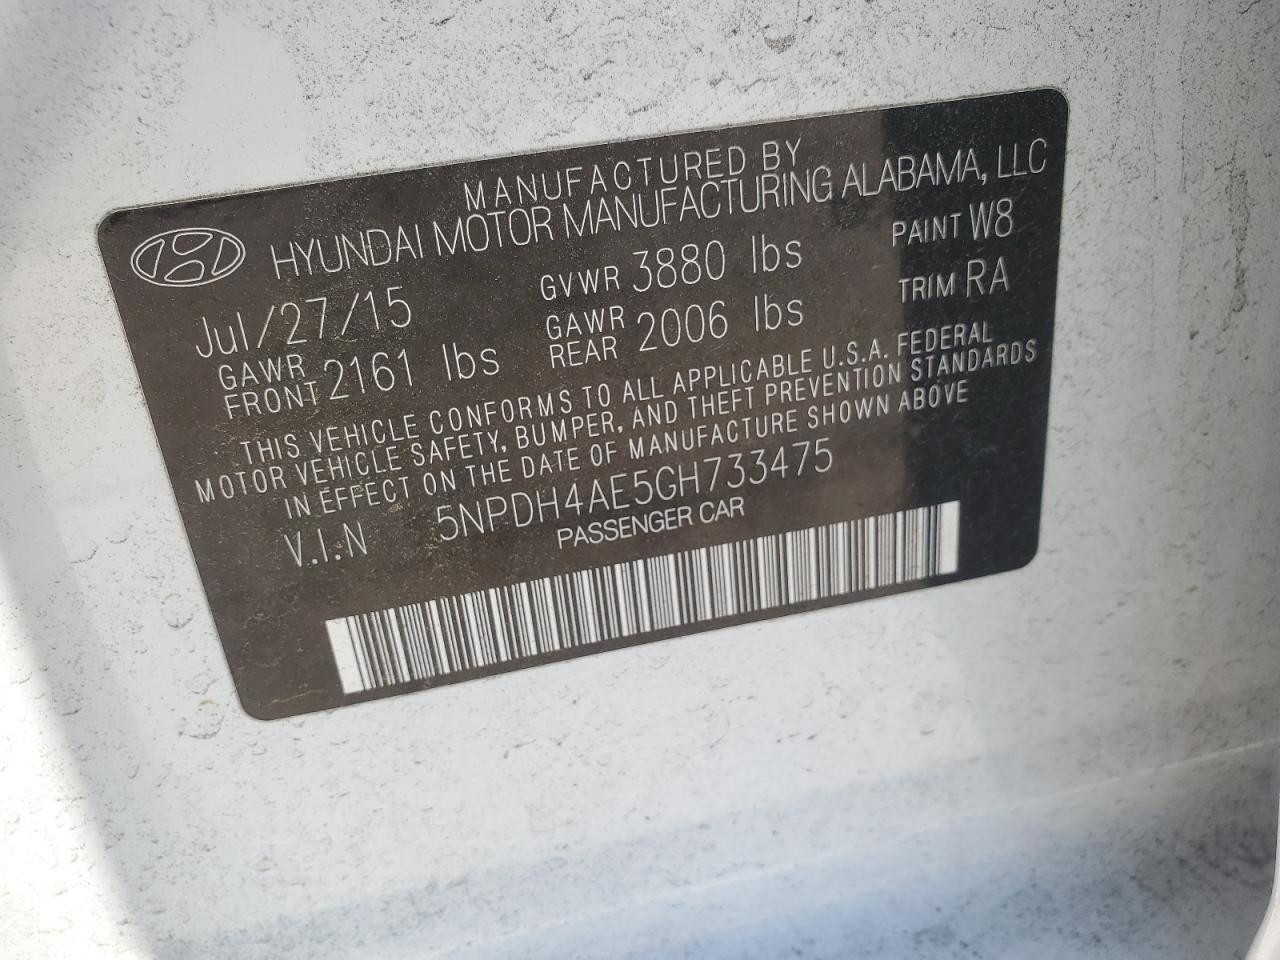 MANUFACTURED BY
HYUNDAI MOTOR MANUFACTURING ALABAMA, LLC
Jul/27/15 GVWR 3880 lbs PAINT W8
GAWR FRONT 2161 lbs GAWR REAR 2006 lbs TRIM RA
THIS VEHICLE CONFORMS TO ALL APPLICABLE U.S.A. FEDERAL
MOTOR VEHICLE SAFETY, BUMPER, AND THEFT PREVENTION STANDARDS
IN EFFECT ON THE DATE OF MANUFACTURE SHOWN ABOVE
V.I.N 5NPDH4AE5GH733475
PASSENGER CAR